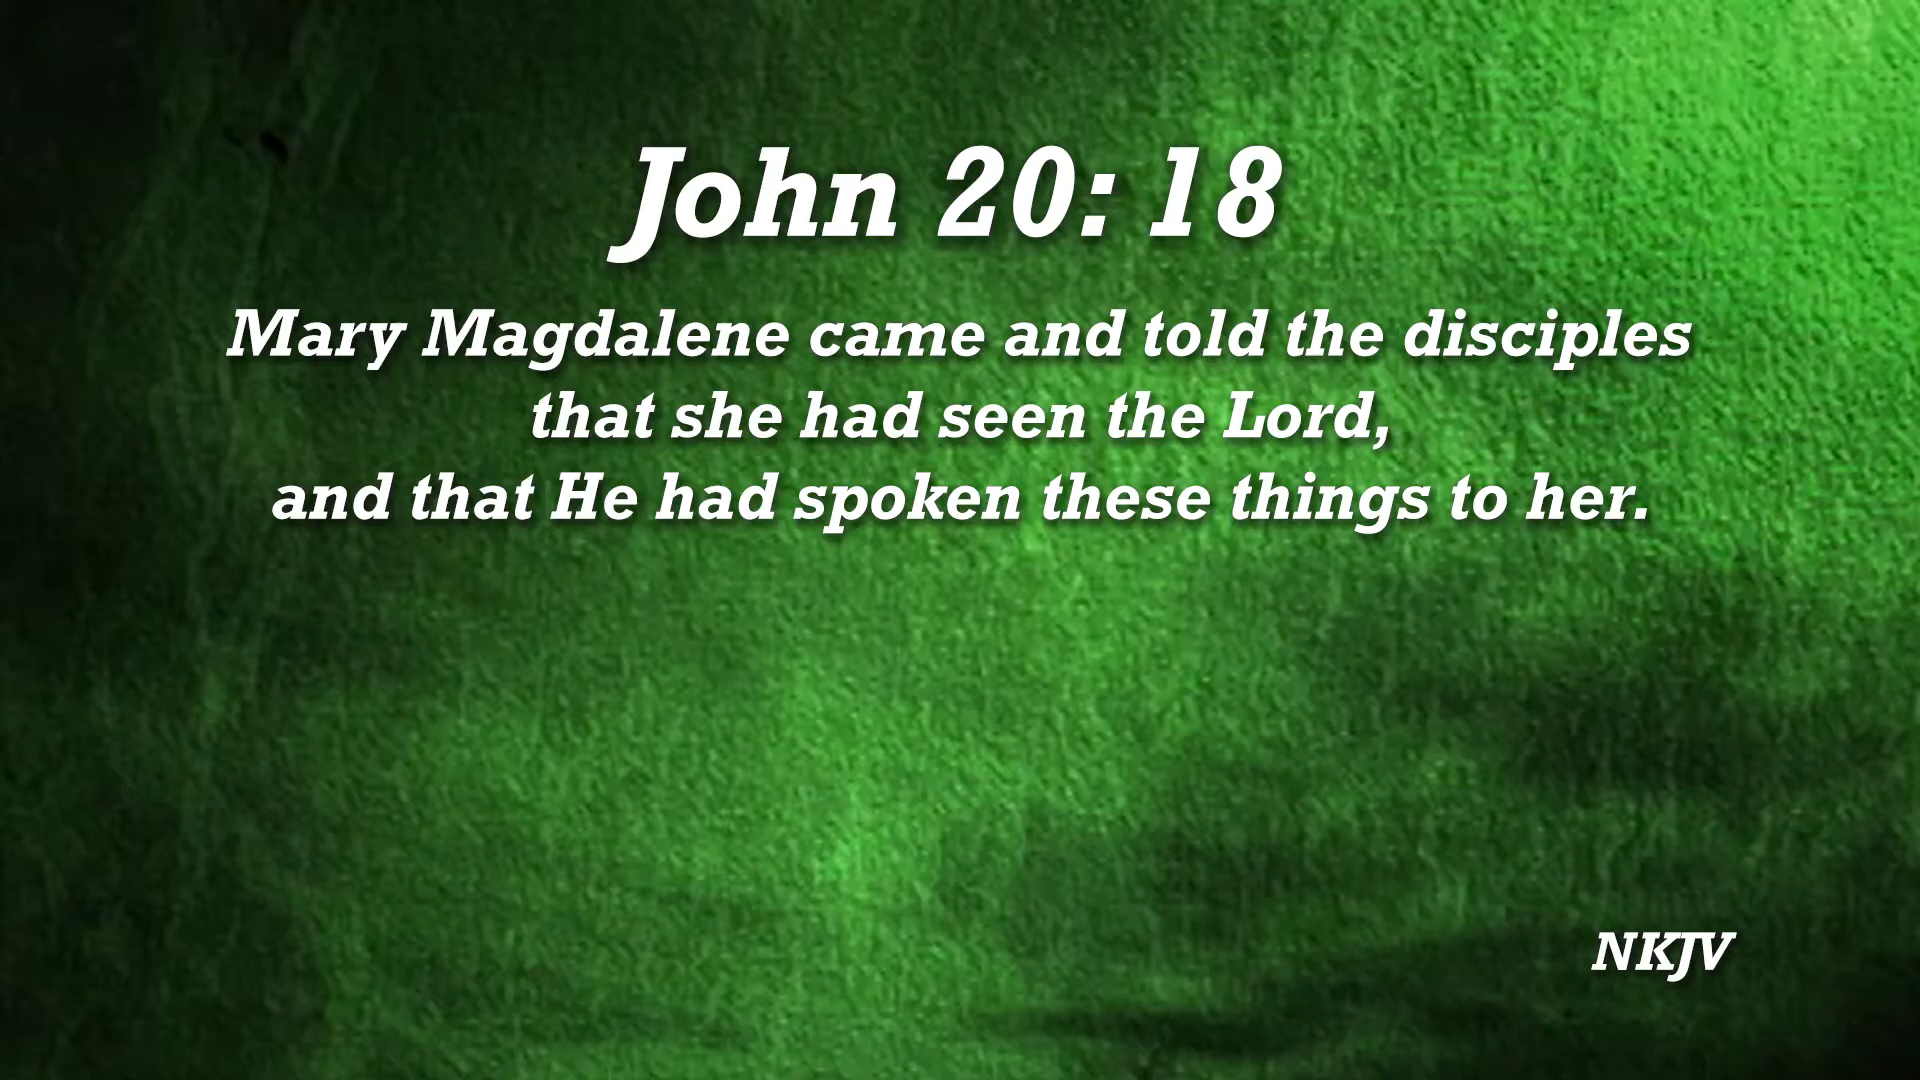 John 20: 18
Mary Magdalene came and told the disciples
that she had seen the Lord,
and that He had spoken these things to her.
NKJV